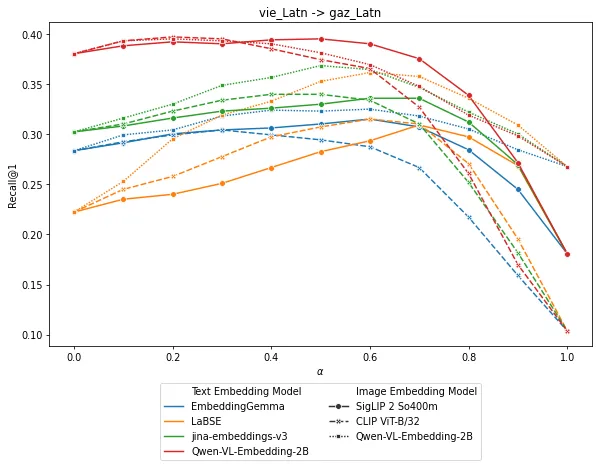 vie_Latn -> gaz_Latn
Recall@1
0.40
0.35
0.30
0.25
0.20
0.15
0.10
0.0 0.2 0.4 0.6 0.8 1.0
α
Text Embedding Model
EmbeddingGemma
LaBSE
jina-embeddings-v3
Qwen-VL-Embedding-2B
Image Embedding Model
SigLIP 2 So400m
CLIP ViT-B/32
Qwen-VL-Embedding-2B